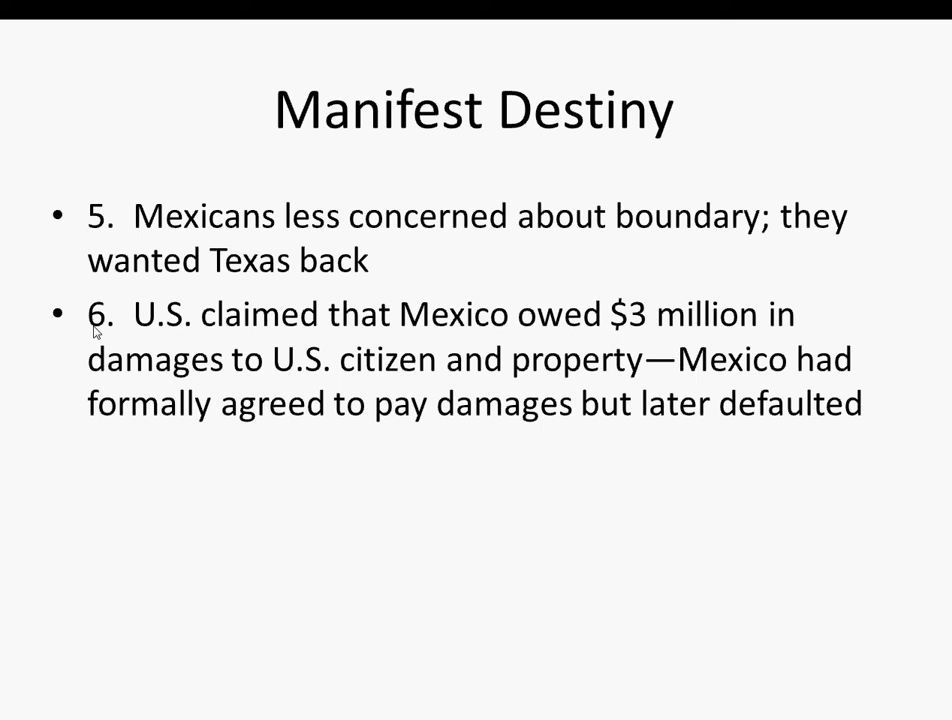 Manifest Destiny
• 5. Mexicans less concerned about boundary; they
wanted Texas back
• 6. U.S. claimed that Mexico owed $3 million in
damages to U.S. citizen and property—Mexico had
formally agreed to pay damages but later defaulted